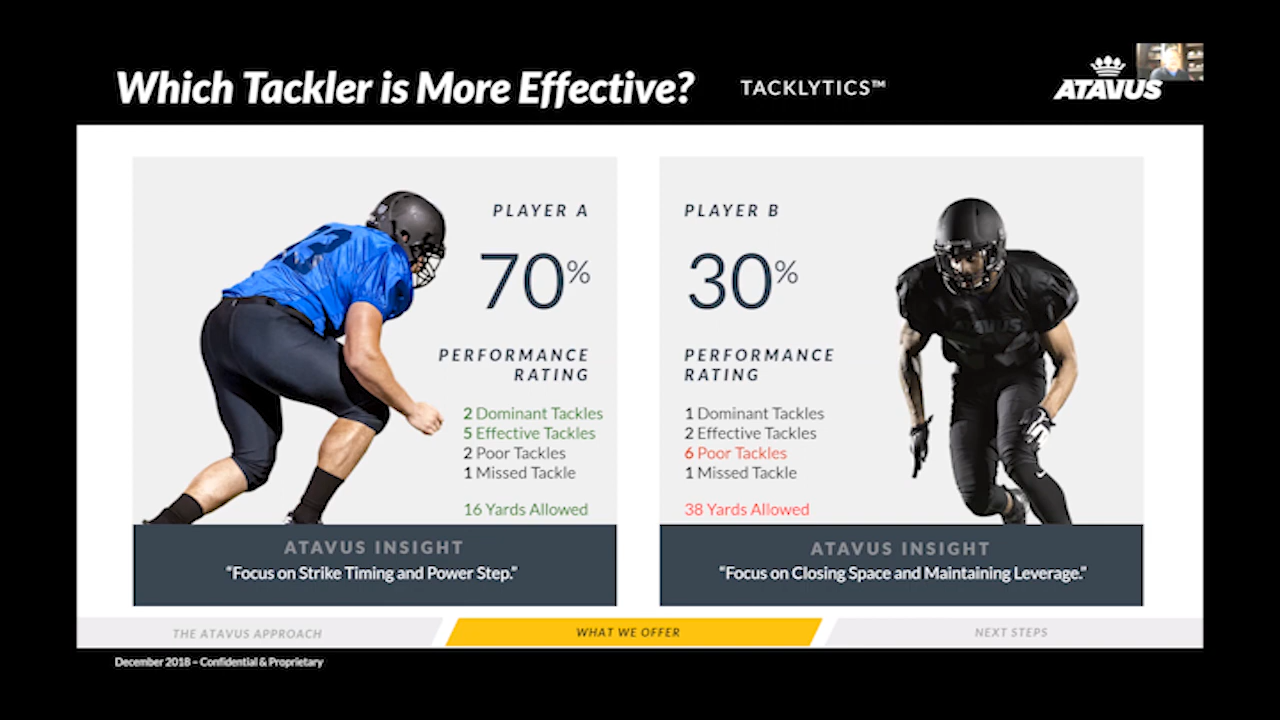 Which Tackler is More Effective?
TACKLYTICS™
ATAVUS
PLAYER A
70%
PERFORMANCE
RATING
2 Dominant Tackles
5 Effective Tackles
2 Poor Tackles
1 Missed Tackle
16 Yards Allowed
ATAVUS INSIGHT
“Focus on Strike Timing and Power Step.”
PLAYER B
30%
PERFORMANCE
RATING
1 Dominant Tackles
2 Effective Tackles
6 Poor Tackles
1 Missed Tackle
38 Yards Allowed
ATAVUS
ATAVUS INSIGHT
“Focus on Closing Space and Maintaining Leverage.”
THE ATAVUS APPROACH
WHAT WE OFFER
NEXT STEPS
December 2018 – Confidential & Proprietary